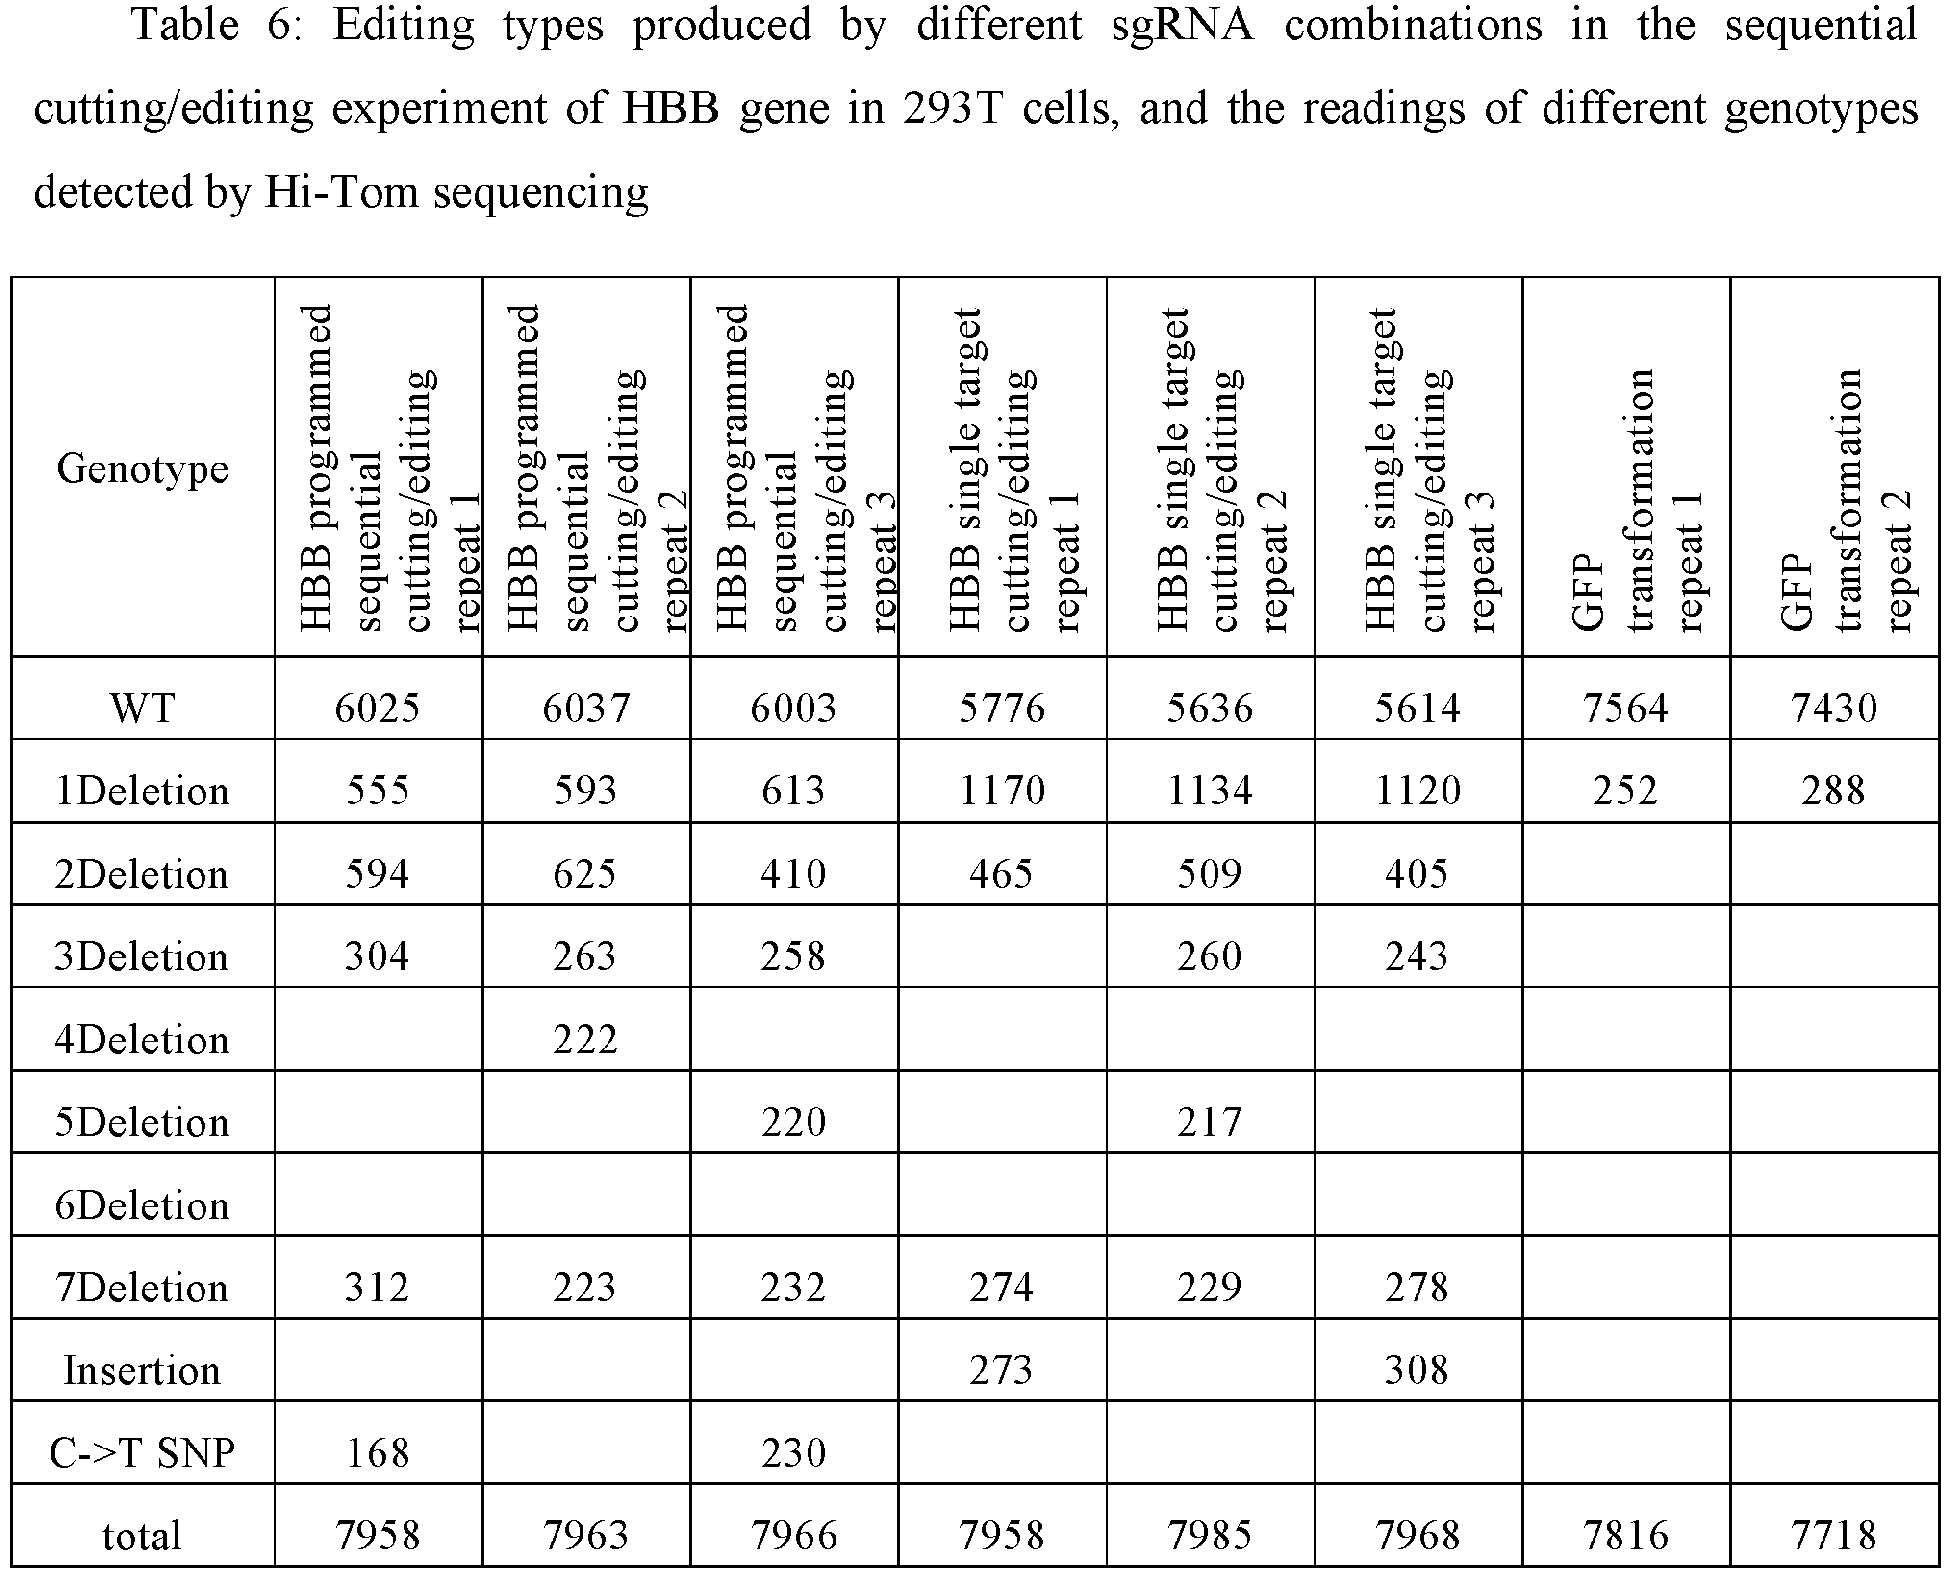 Table 6: Editing types produced by different sgRNA combinations in the sequential
cutting/editing experiment of HBB gene in 293T cells, and the readings of different genotypes
detected by Hi-Tom sequencing
Genotype
HBB programmed
sequential
cutting/editing
repeat 1
HBB programmed
sequential
cutting/editing
repeat 2
HBB programmed
sequential
cutting/editing
repeat 3
HBB single target
cutting/editing
repeat 1
HBB single target
cutting/editing
repeat 2
HBB single target
cutting/editing
repeat 3
GFP
transformation
repeat 1
GFP
transformation
repeat 2
WT 6025 6037 6003 5776 5636 5614 7564 7430
1Deletion 555 593 613 1170 1134 1120 252 288
2Deletion 594 625 410 465 509 405
3Deletion 304 263 258 260 243
4Deletion 222
5Deletion 220 217
6Deletion
7Deletion 312 223 232 274 229 278
Insertion 273 308
C->T SNP 168 230
total 7958 7963 7966 7958 7985 7968 7816 7718